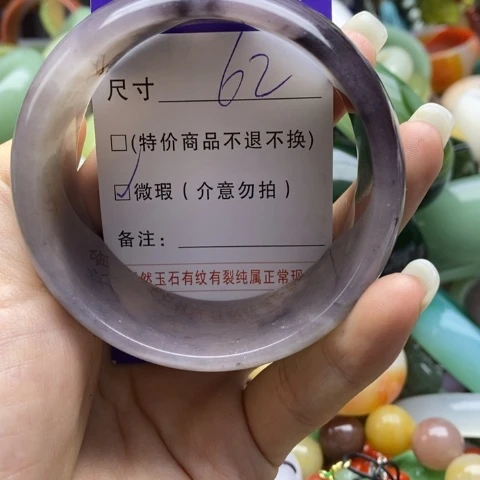 尺寸 62
□(特价商品不退不换)
☑微瑕(介意勿拍)
备注:
然玉石有纹有裂纯属正常现